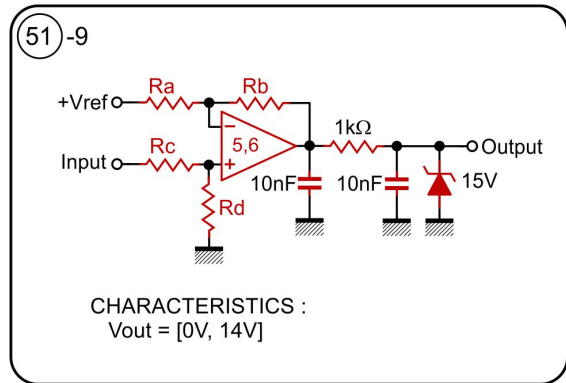 51 -9
Ra
Rb
+Vref
−
5,6
1kΩ
Output
Input
Rc
+
10nF
10nF
15V
Rd
CHARACTERISTICS :
Vout = [0V, 14V]